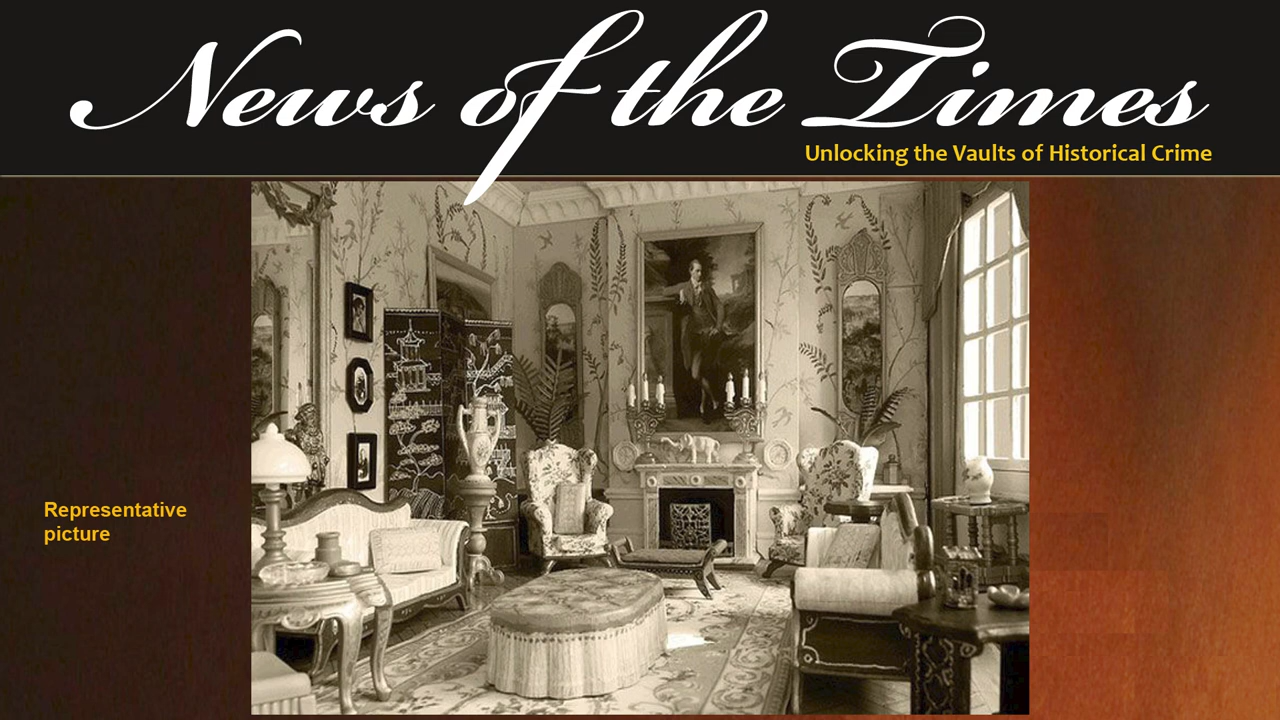 News of the Times
Unlocking the Vaults of Historical Crime
Representative
picture